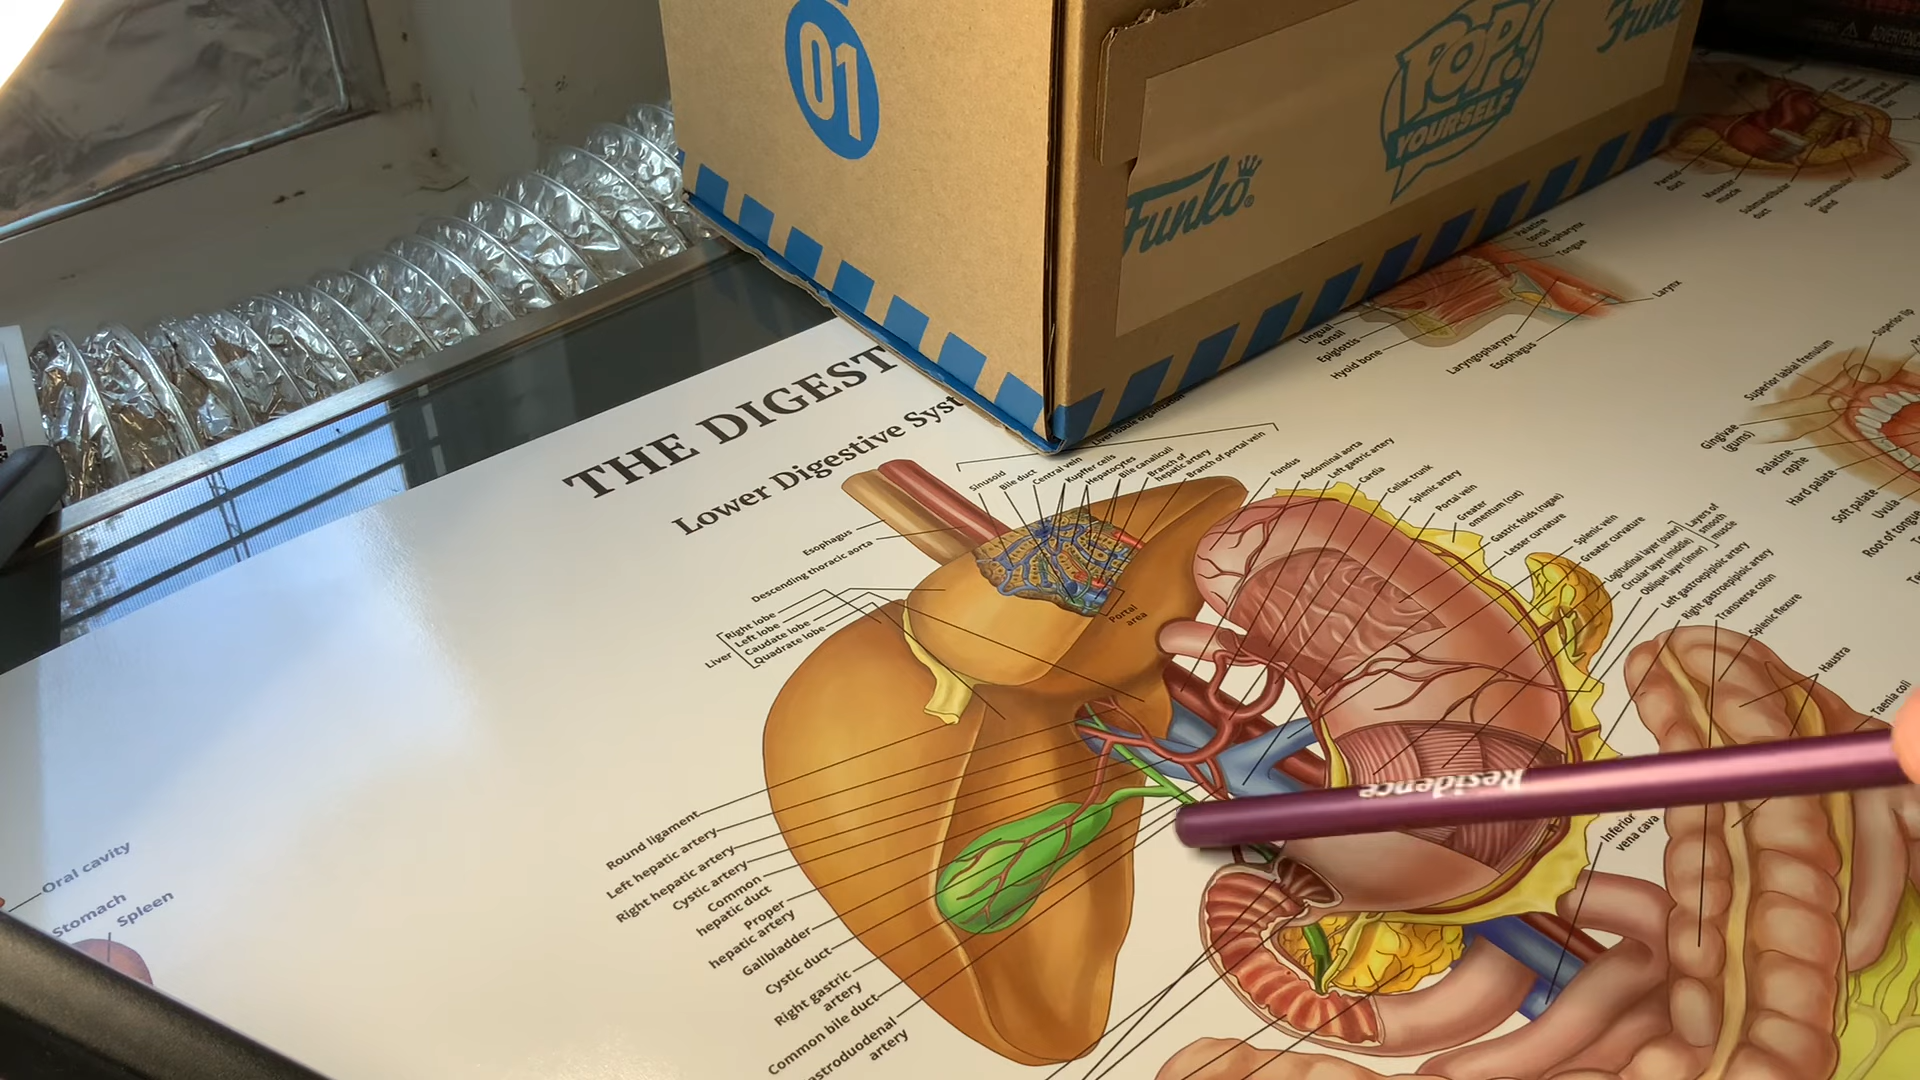 01
POP!
YOURSELF
Funko
Funko
THE DIGEST
Lower Digestive Syst
Liver lobule organization
Sinusoid
Bile duct
Central vein
Kupffer cells
Hepatocytes
Bile canaliculi
Branch of
hepatic artery
Branch of portal vein
Esophagus
Descending thoracic aorta
Liver
Right lobe
Left lobe
Caudate lobe
Quadrate lobe
Portal
area
Fundus
Abdominal aorta
Left gastric artery
Cardia
Celiac trunk
Splenic artery
Portal vein
Greater
omentum (cut)
Gastric folds (rugae)
Lesser curvature
Splenic vein
Greater curvature
Longitudinal layer (outer)
Circular layer (middle)
Oblique layer (inner)
Layers of
smooth
muscle
Left gastroepiploic artery
Right gastroepiploic artery
Transverse colon
Splenic flexure
Haustra
Taenia coli
Inferior
vena cava
Round ligament
Left hepatic artery
Right hepatic artery
Cystic artery
Common
hepatic duct
Proper
hepatic artery
Gallbladder
Cystic duct
Right gastric
artery
Common bile duct
astroduodenal
artery
Oral cavity
Stomach
Spleen
Residence
Parotid
duct
Masseter
muscle
Submandibular
duct
Submandibular
gland
Palatine
tonsil
Oropharynx
Tongue
Larynx
Lingual
tonsil
Epiglottis
Hyoid bone
Laryngopharynx
Esophagus
Superior lip
Superior labial frenulum
Gingivae
(gums)
Palatine
raphe
Hard palate
Soft palate
Uvula
Root of tongue